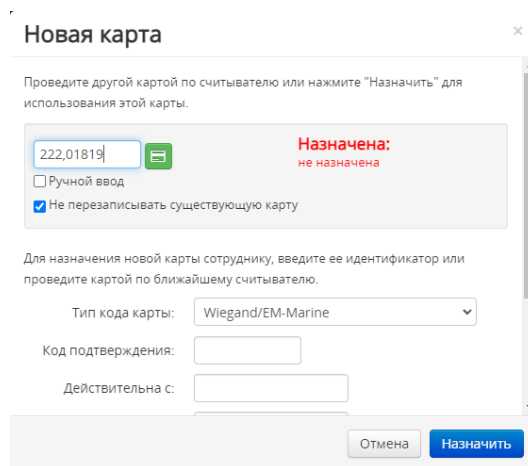 Новая карта
×
Проведите другой картой по считывателю или нажмите "Назначить" для
использования этой карты.
222,01819
Назначена:
не назначена
Ручной ввод
Не перезаписывать существующую карту
Для назначения новой карты сотруднику, введите ее идентификатор или
проведите картой по ближайшему считывателю.
Тип кода карты: Wiegand/EM-Marine
Код подтверждения:
Действительна с:
Отмена Назначить